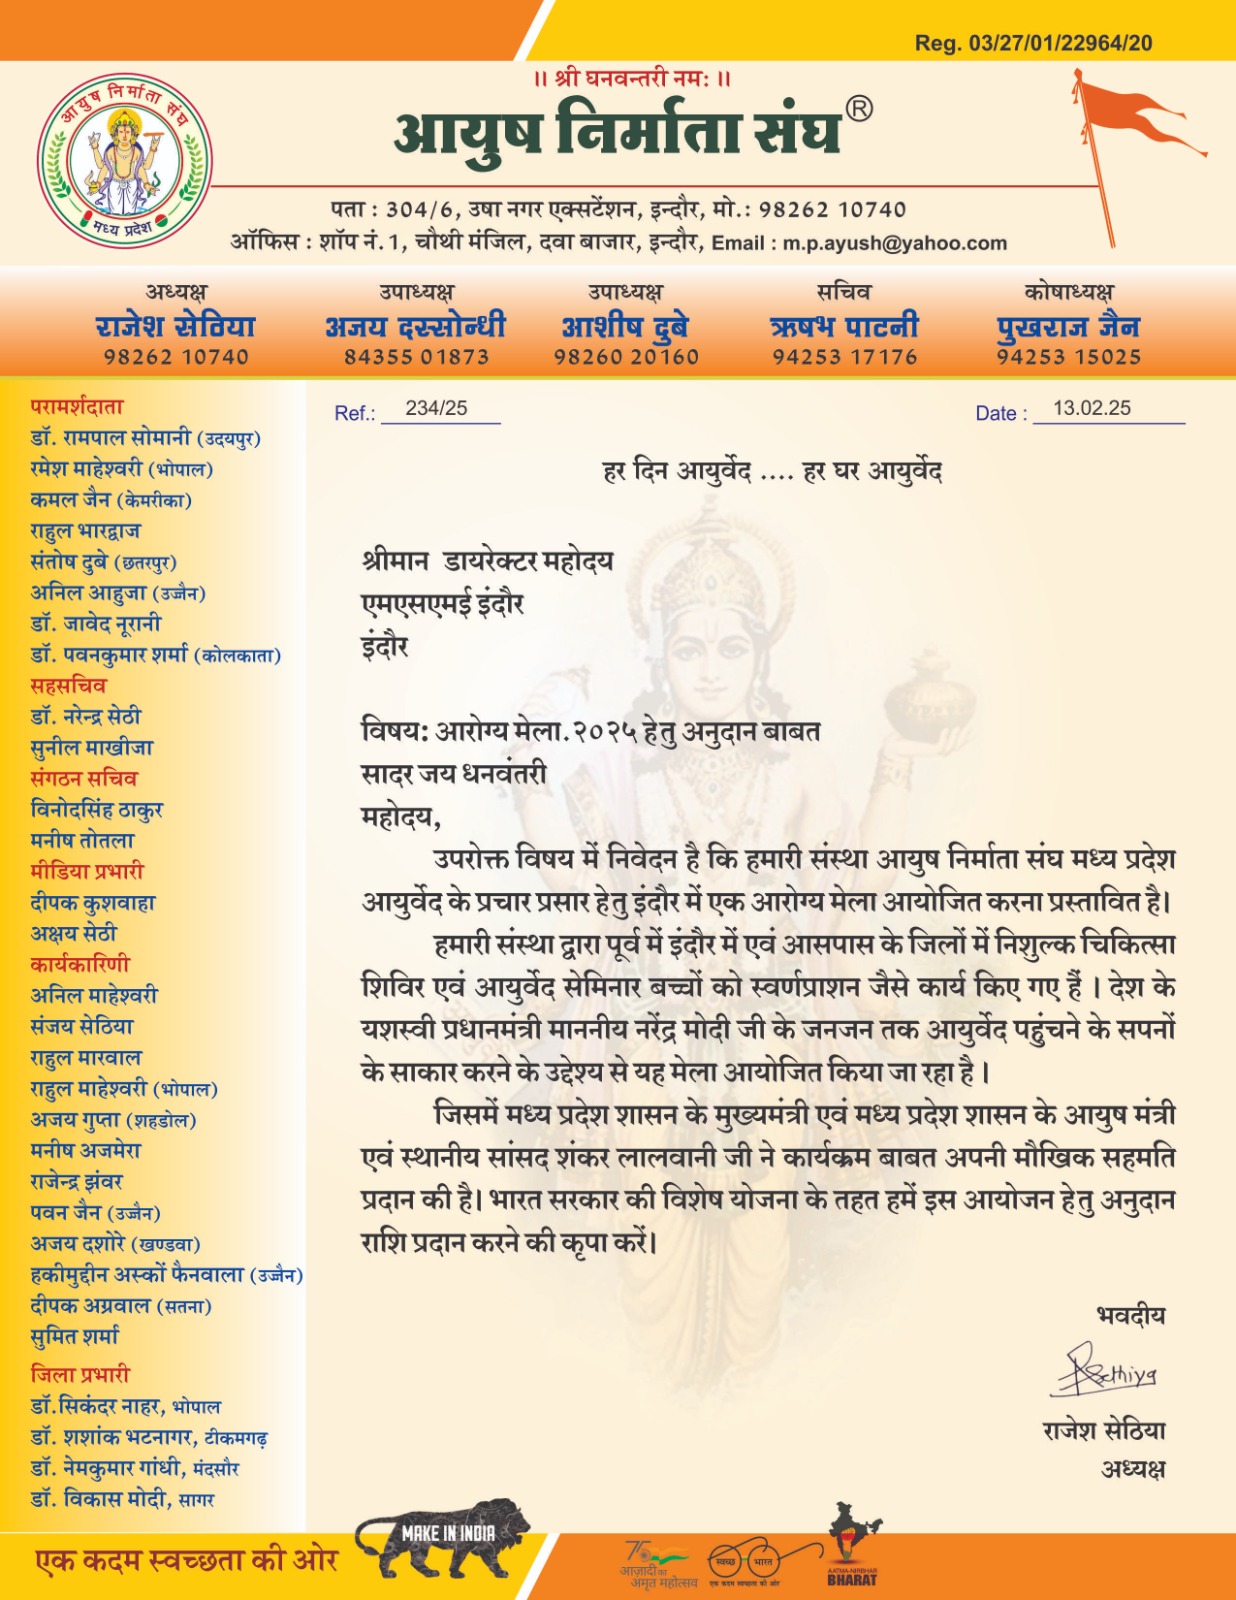 Reg. 03/27/01/22964/20
।। श्री घनवन्तरी नम: ।।
आयुष निर्माता संघ®
आयुष निर्माता संघ
मध्य प्रदेश
पता : 304/6, उषा नगर एक्सटेंशन, इन्दौर, मो.: 98262 10740
ऑफिस : शॉप नं.1, चौथी मंजिल, दवा बाजार, इन्दौर, Email : m.p.ayush@yahoo.com
अध्यक्ष उपाध्यक्ष उपाध्यक्ष सचिव कोषाध्यक्ष
राजेश सेठिया अजय दस्सोन्धी आशीष दुबे ऋषभ पाटनी पुखराज जैन
98262 10740 84355 01873 98260 20160 94253 17176 94253 15025
परामर्शदाता
डॉ. रामपाल सोमानी (उदयपुर)
रमेश माहेश्वरी (भोपाल)
कमल जैन (केमरीका)
राहुल भारद्वाज
संतोष दुबे (छतरपुर)
अनिल आहुजा (उज्जैन)
डॉ. जावेद नूरानी
डॉ. पवनकुमार शर्मा (कोलकाता)
सहसचिव
डॉ. नरेन्द्र सेठी
सुनील माखीजा
संगठन सचिव
विनोदसिंह ठाकुर
मनीष तोतला
मीडिया प्रभारी
दीपक कुशवाहा
अक्षय सेठी
कार्यकारिणी
अनिल माहेश्वरी
संजय सेठिया
राहुल मारवाल
राहुल माहेश्वरी (भोपाल)
अजय गुप्ता (शहडोल)
मनीष अजमेरा
राजेन्द्र झंवर
पवन जैन (उज्जैन)
अजय दशोरे (खण्डवा)
हकीमुद्दीन अस्कों फैनवाला (उज्जैन)
दीपक अग्रवाल (सतना)
सुमित शर्मा
जिला प्रभारी
डॉ.सिकंदर नाहर, भोपाल
डॉ. शशांक भटनागर, टीकमगढ़
डॉ. नेमकुमार गांधी, मंदसौर
डॉ. विकास मोदी, सागर
Ref.: 234/25 Date : 13.02.25
हर दिन आयुर्वेद .... हर घर आयुर्वेद
श्रीमान डायरेक्टर महोदय
एमएसएमई इंदौर
इंदौर
विषय: आरोग्य मेला.२०२५ हेतु अनुदान बाबत
सादर जय धनवंतरी
महोदय,
उपरोक्त विषय में निवेदन है कि हमारी संस्था आयुष निर्माता संघ मध्य प्रदेश
आयुर्वेद के प्रचार प्रसार हेतु इंदौर में एक आरोग्य मेला आयोजित करना प्रस्तावित है।
हमारी संस्था द्वारा पूर्व में इंदौर में एवं आसपास के जिलों में निशुल्क चिकित्सा
शिविर एवं आयुर्वेद सेमिनार बच्चों को स्वर्णप्राशन जैसे कार्य किए गए हैं । देश के
यशस्वी प्रधानमंत्री माननीय नरेंद्र मोदी जी के जनजन तक आयुर्वेद पहुंचने के सपनों
के साकार करने के उद्देश्य से यह मेला आयोजित किया जा रहा है ।
जिसमें मध्य प्रदेश शासन के मुख्यमंत्री एवं मध्य प्रदेश शासन के आयुष मंत्री
एवं स्थानीय सांसद शंकर लालवानी जी ने कार्यक्रम बाबत अपनी मौखिक सहमति
प्रदान की है। भारत सरकार की विशेष योजना के तहत हमें इस आयोजन हेतु अनुदान
राशि प्रदान करने की कृपा करें।
भवदीय
RSethiya
राजेश सेठिया
अध्यक्ष
एक कदम स्वच्छता की ओर
MAKE IN INDIA
75
आज़ादी का
अमृत महोत्सव
स्वच्छ भारत
एक कदम स्वच्छता की ओर
AATMA-NIRBHAR
BHARAT